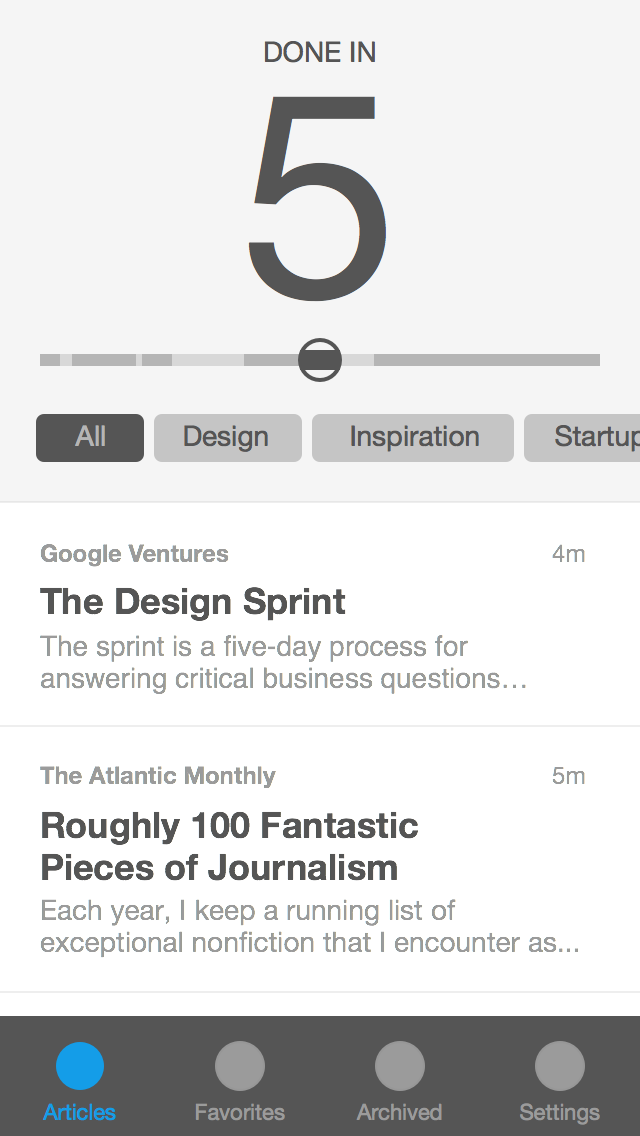 DONE IN
5
All Design Inspiration Startup
Google Ventures 4m
The Design Sprint
The sprint is a five-day process for
answering critical business questions…
The Atlantic Monthly 5m
Roughly 100 Fantastic
Pieces of Journalism
Each year, I keep a running list of
exceptional nonfiction that I encounter as...
Articles Favorites Archived Settings